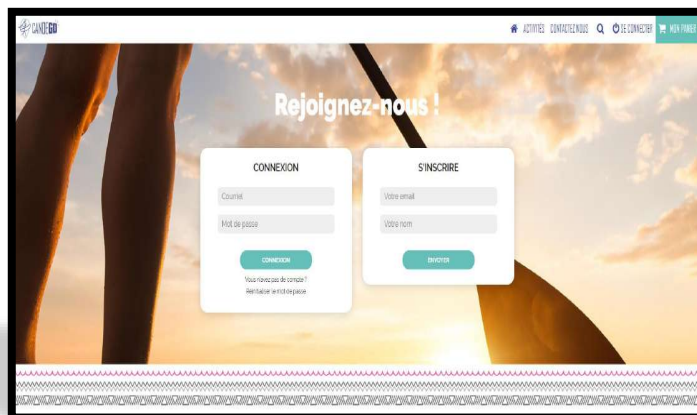 CANOEGO
ACTIVITÉS CONTACTEZ NOUS SE CONNECTER MON PANIER
Rejoignez-nous !
CONNEXION
Courriel
Mot de passe
CONNEXION
Vous n'avez pas de compte ?
Réinitialiser le mot de passe
S'INSCRIRE
Votre email
Votre nom
ENVOYER